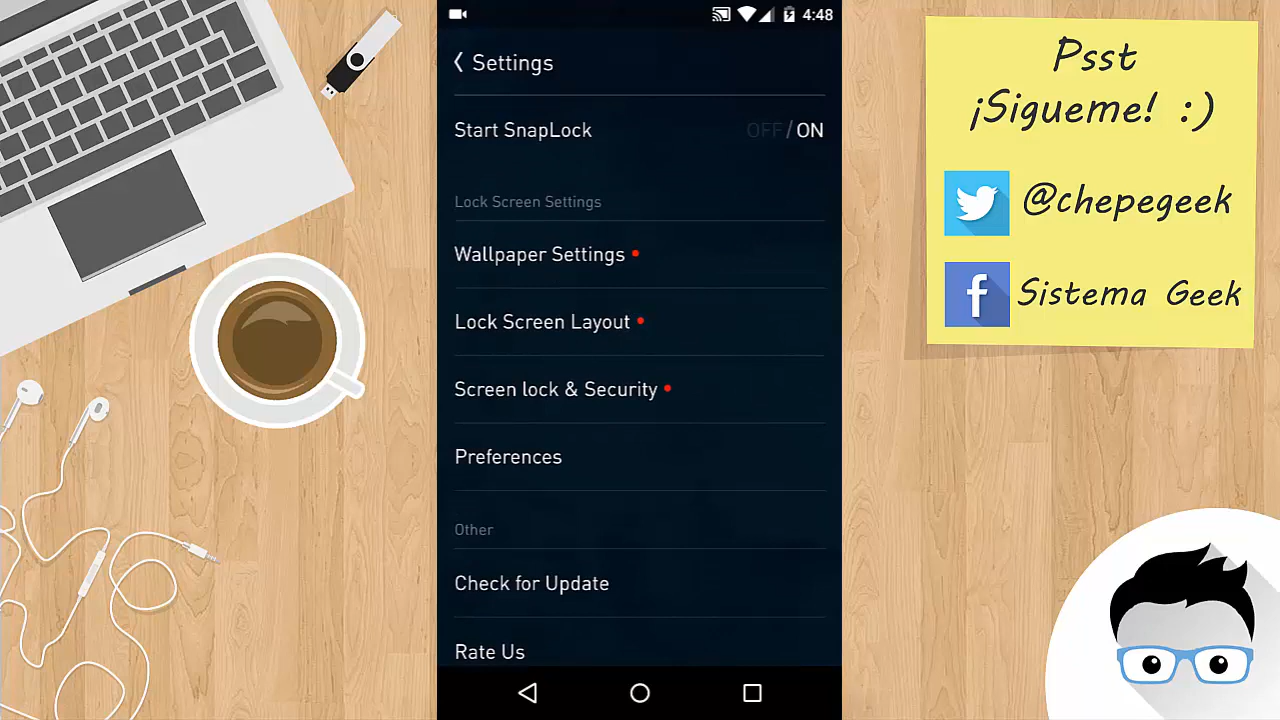 4:48
Settings
Start SnapLock OFF/ON
Lock Screen Settings
Wallpaper Settings
Lock Screen Layout
Screen lock & Security
Preferences
Other
Check for Update
Rate Us
Psst
¡Sigueme! :)
@chepegeek
f Sistema Geek